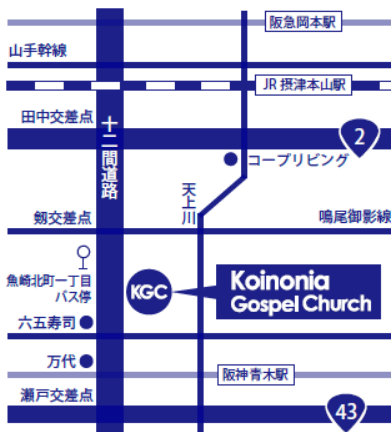 阪急岡本駅
山手幹線
JR 摂津本山駅
田中交差点
2
十二間道路
コープリビング
天上川
剱交差点
鳴尾御影線
魚崎北町一丁目
バス停
KGC
Koinonia
Gospel Church
六五寿司
万代
阪神青木駅
瀬戸交差点
43